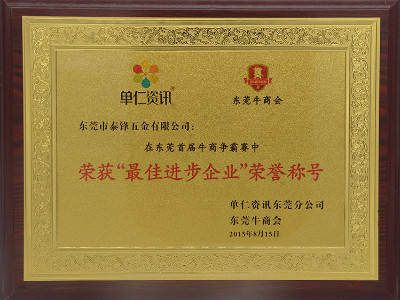 单仁资讯®
东莞牛商会
东莞市泰锋五金有限公司:
在东莞首届牛商争霸赛中
荣获“最佳进步企业”荣誉称号
单仁资讯东莞分公司
东莞牛商会
2015年8月15日